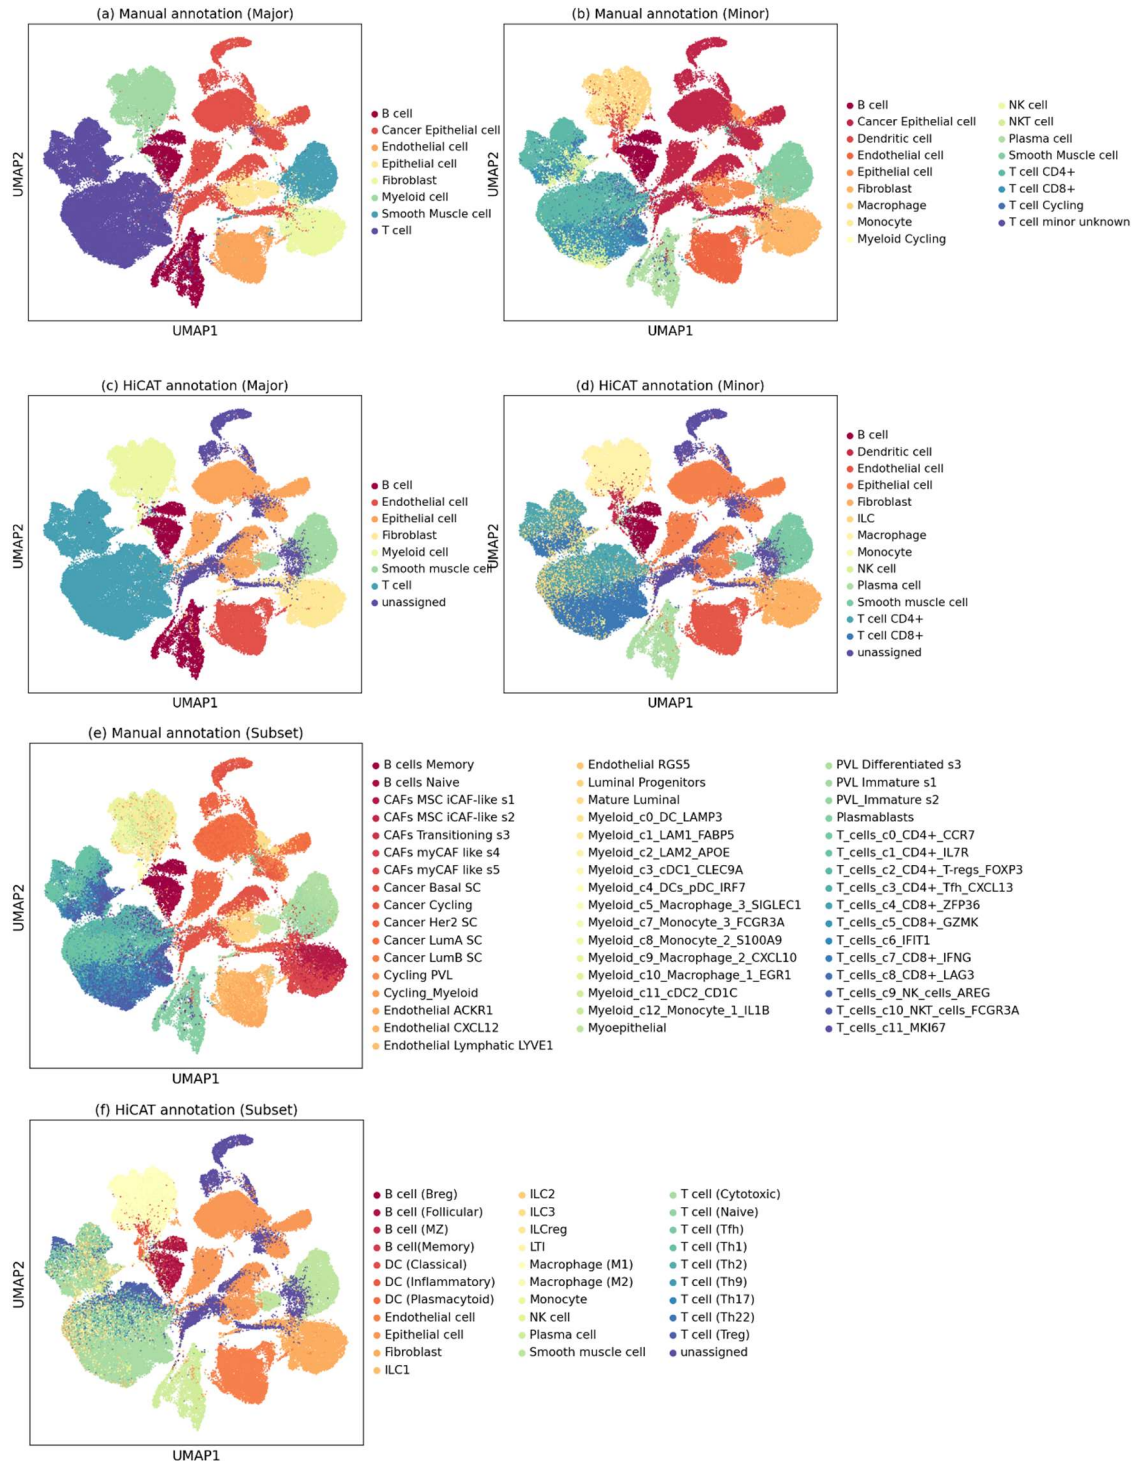 (a) Manual annotation (Major)
UMAP2
UMAP1
B cell
Cancer Epithelial cell
Endothelial cell
Epithelial cell
Fibroblast
Myeloid cell
Smooth Muscle cell
T cell
(b) Manual annotation (Minor)
UMAP2
UMAP1
B cell
Cancer Epithelial cell
Dendritic cell
Endothelial cell
Epithelial cell
Fibroblast
Macrophage
Monocyte
Myeloid Cycling
NK cell
NKT cell
Plasma cell
Smooth Muscle cell
T cell CD4+
T cell CD8+
T cell Cycling
T cell minor unknown
(c) HiCAT annotation (Major)
UMAP2
UMAP1
B cell
Endothelial cell
Epithelial cell
Fibroblast
Myeloid cell
Smooth muscle cell
T cell
unassigned
(d) HiCAT annotation (Minor)
UMAP2
UMAP1
B cell
Dendritic cell
Endothelial cell
Epithelial cell
Fibroblast
ILC
Macrophage
Monocyte
NK cell
Plasma cell
Smooth muscle cell
T cell CD4+
T cell CD8+
unassigned
(e) Manual annotation (Subset)
UMAP2
UMAP1
B cells Memory
B cells Naive
CAFs MSC iCAF-like s1
CAFs MSC iCAF-like s2
CAFs Transitioning s3
CAFs myCAF like s4
CAFs myCAF like s5
Cancer Basal SC
Cancer Cycling
Cancer Her2 SC
Cancer LumA SC
Cancer LumB SC
Cycling PVL
Cycling_Myeloid
Endothelial ACKR1
Endothelial CXCL12
Endothelial Lymphatic LYVE1
Endothelial RGS5
Luminal Progenitors
Mature Luminal
Myeloid_c0_DC_LAMP3
Myeloid_c1_LAM1_FABP5
Myeloid_c2_LAM2_APOE
Myeloid_c3_cDC1_CLEC9A
Myeloid_c4_DCs_pDC_IRF7
Myeloid_c5_Macrophage_3_SIGLEC1
Myeloid_c7_Monocyte_3_FCGR3A
Myeloid_c8_Monocyte_2_S100A9
Myeloid_c9_Macrophage_2_CXCL10
Myeloid_c10_Macrophage_1_EGR1
Myeloid_c11_cDC2_CD1C
Myeloid_c12_Monocyte_1_IL1B
Myoepithelial
PVL Differentiated s3
PVL Immature s1
PVL_Immature s2
Plasmablasts
T_cells_c0_CD4+_CCR7
T_cells_c1_CD4+_IL7R
T_cells_c2_CD4+_T-regs_FOXP3
T_cells_c3_CD4+_Tfh_CXCL13
T_cells_c4_CD8+_ZFP36
T_cells_c5_CD8+_GZMK
T_cells_c6_IFIT1
T_cells_c7_CD8+_IFNG
T_cells_c8_CD8+_LAG3
T_cells_c9_NK_cells_AREG
T_cells_c10_NKT_cells_FCGR3A
T_cells_c11_MKI67
(f) HiCAT annotation (Subset)
UMAP2
UMAP1
B cell (Breg)
B cell (Follicular)
B cell (MZ)
B cell(Memory)
DC (Classical)
DC (Inflammatory)
DC (Plasmacytoid)
Endothelial cell
Epithelial cell
Fibroblast
ILC1
ILC2
ILC3
ILCreg
LTI
Macrophage (M1)
Macrophage (M2)
Monocyte
NK cell
Plasma cell
Smooth muscle cell
T cell (Cytotoxic)
T cell (Naive)
T cell (Tfh)
T cell (Th1)
T cell (Th2)
T cell (Th9)
T cell (Th17)
T cell (Th22)
T cell (Treg)
unassigned